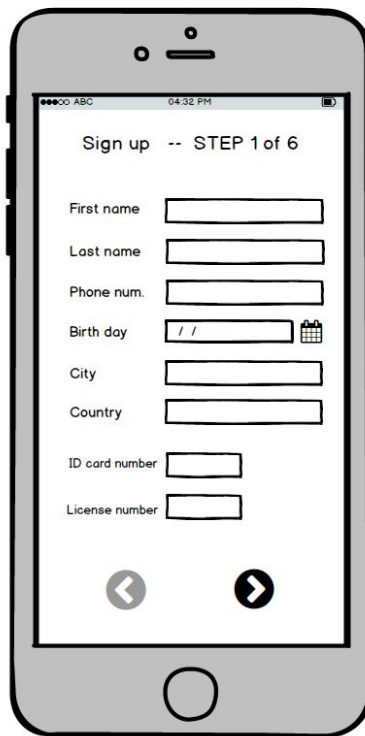 ABC 04:32 PM
Sign up -- STEP 1 of 6
First name
Last name
Phone num.
Birth day / /
City
Country
ID card number
License number